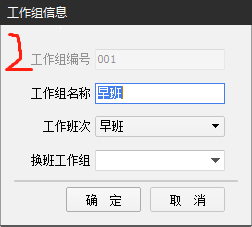 工作组信息
2
工作组编号 001
工作组名称 早班
工作班次 早班
换班工作组
确 定 取 消